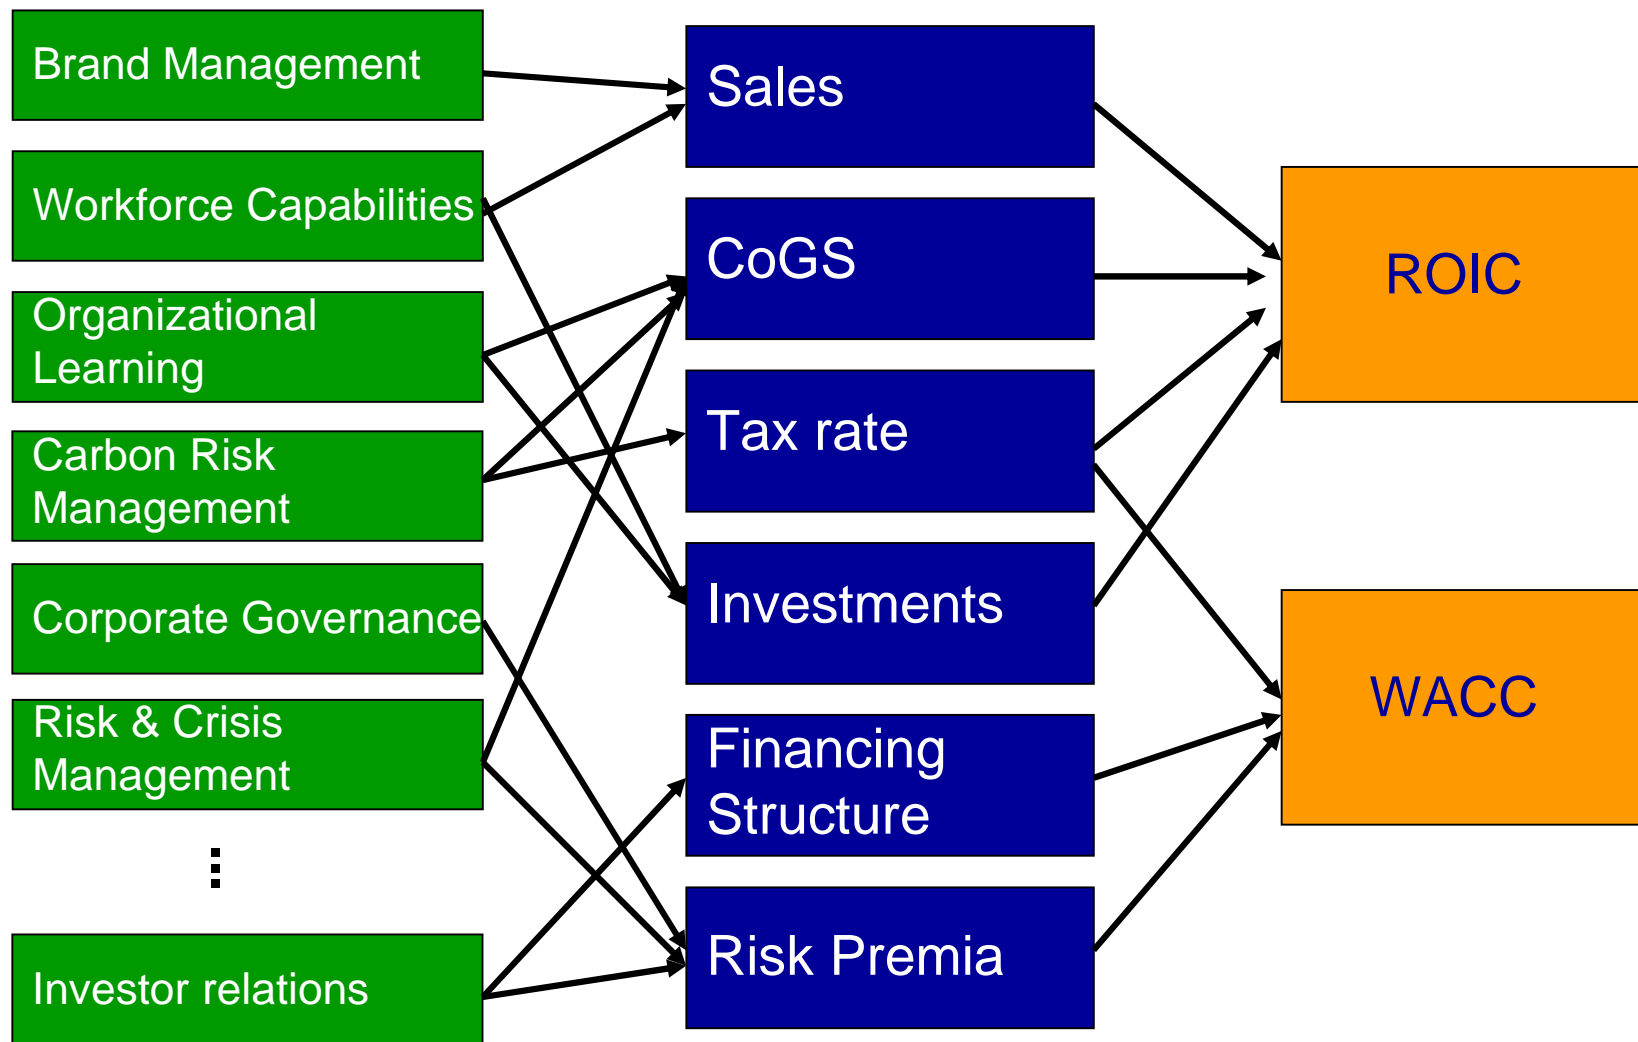 Brand Management
Workforce Capabilities
Organizational
Learning
Carbon Risk
Management
Corporate Governance
Risk & Crisis
Management
Investor relations
Sales
CoGS
Tax rate
Investments
Financing
Structure
Risk Premia
ROIC
WACC